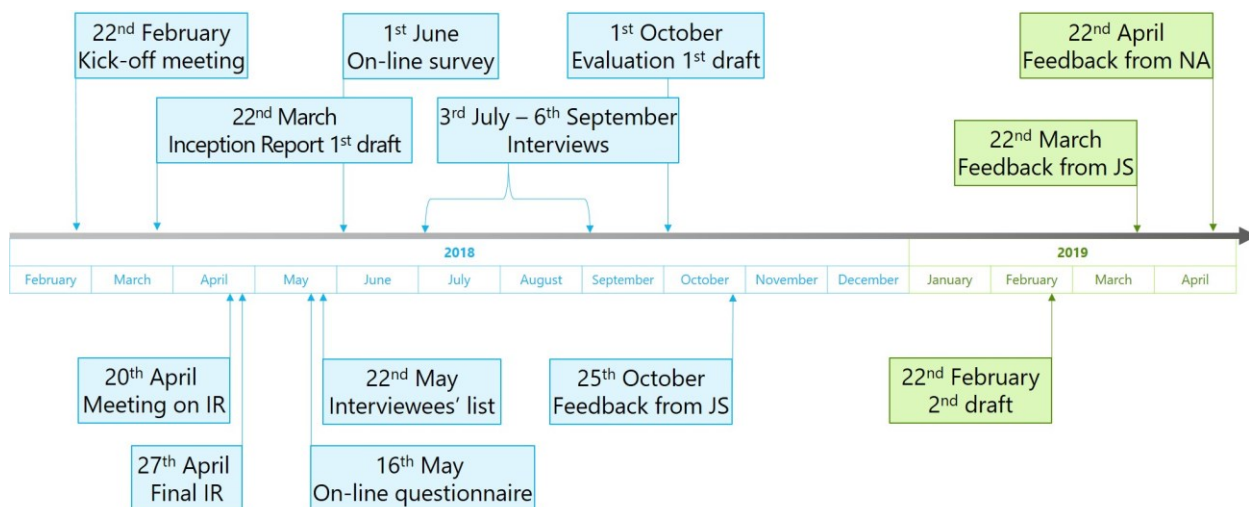 22nd February
Kick-off meeting
1st June
On-line survey
1st October
Evaluation 1st draft
22nd April
Feedback from NA
22nd March
Inception Report 1st draft
3rd July – 6th September
Interviews
22nd March
Feedback from JS
2018
2019
February
March
April
May
June
July
August
September
October
November
December
January
February
March
April
20th April
Meeting on IR
22nd May
Interviewees’ list
25th October
Feedback from JS
22nd February
2nd draft
27th April
Final IR
16th May
On-line questionnaire